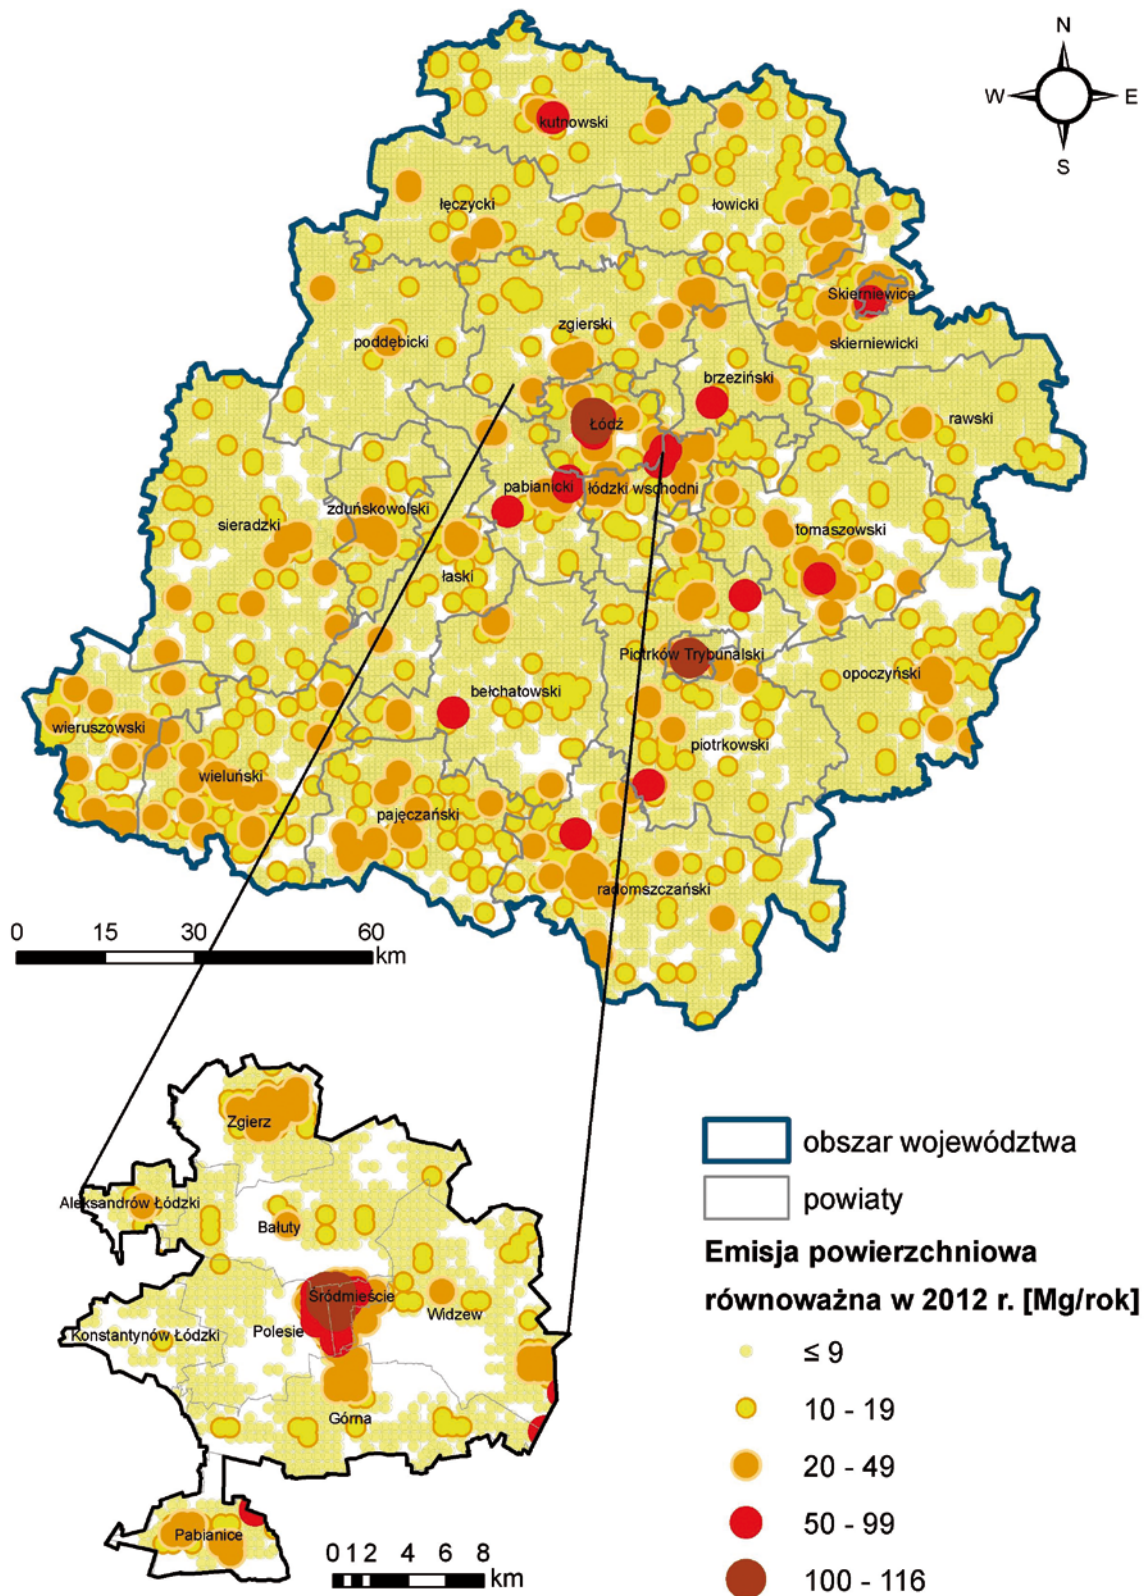 N
W E
S
kutnowski
łęczycki
łowicki
Skierniewice
zgierski
poddębicki
skierniewicki
brzeziński
rawski
Łódź
pabianicki
łódzki wschodni
zduńskowolski
sieradzki
tomaszowski
łaski
Piotrków Trybunalski
opoczyński
bełchatowski
wieruszowski
piotrkowski
wieluński
pajęczański
radomszczański
0 15 30 60
km
Zgierz
Aleksandrów Łódzki
Bałuty
Śródmieście
Widzew
Polesie
Konstantynów Łódzki
Górna
Pabianice
0 1 2 4 6 8
km
obszar województwa
powiaty
Emisja powierzchniowa
równoważna w 2012 r. [Mg/rok]
≤ 9
10 - 19
20 - 49
50 - 99
100 - 116